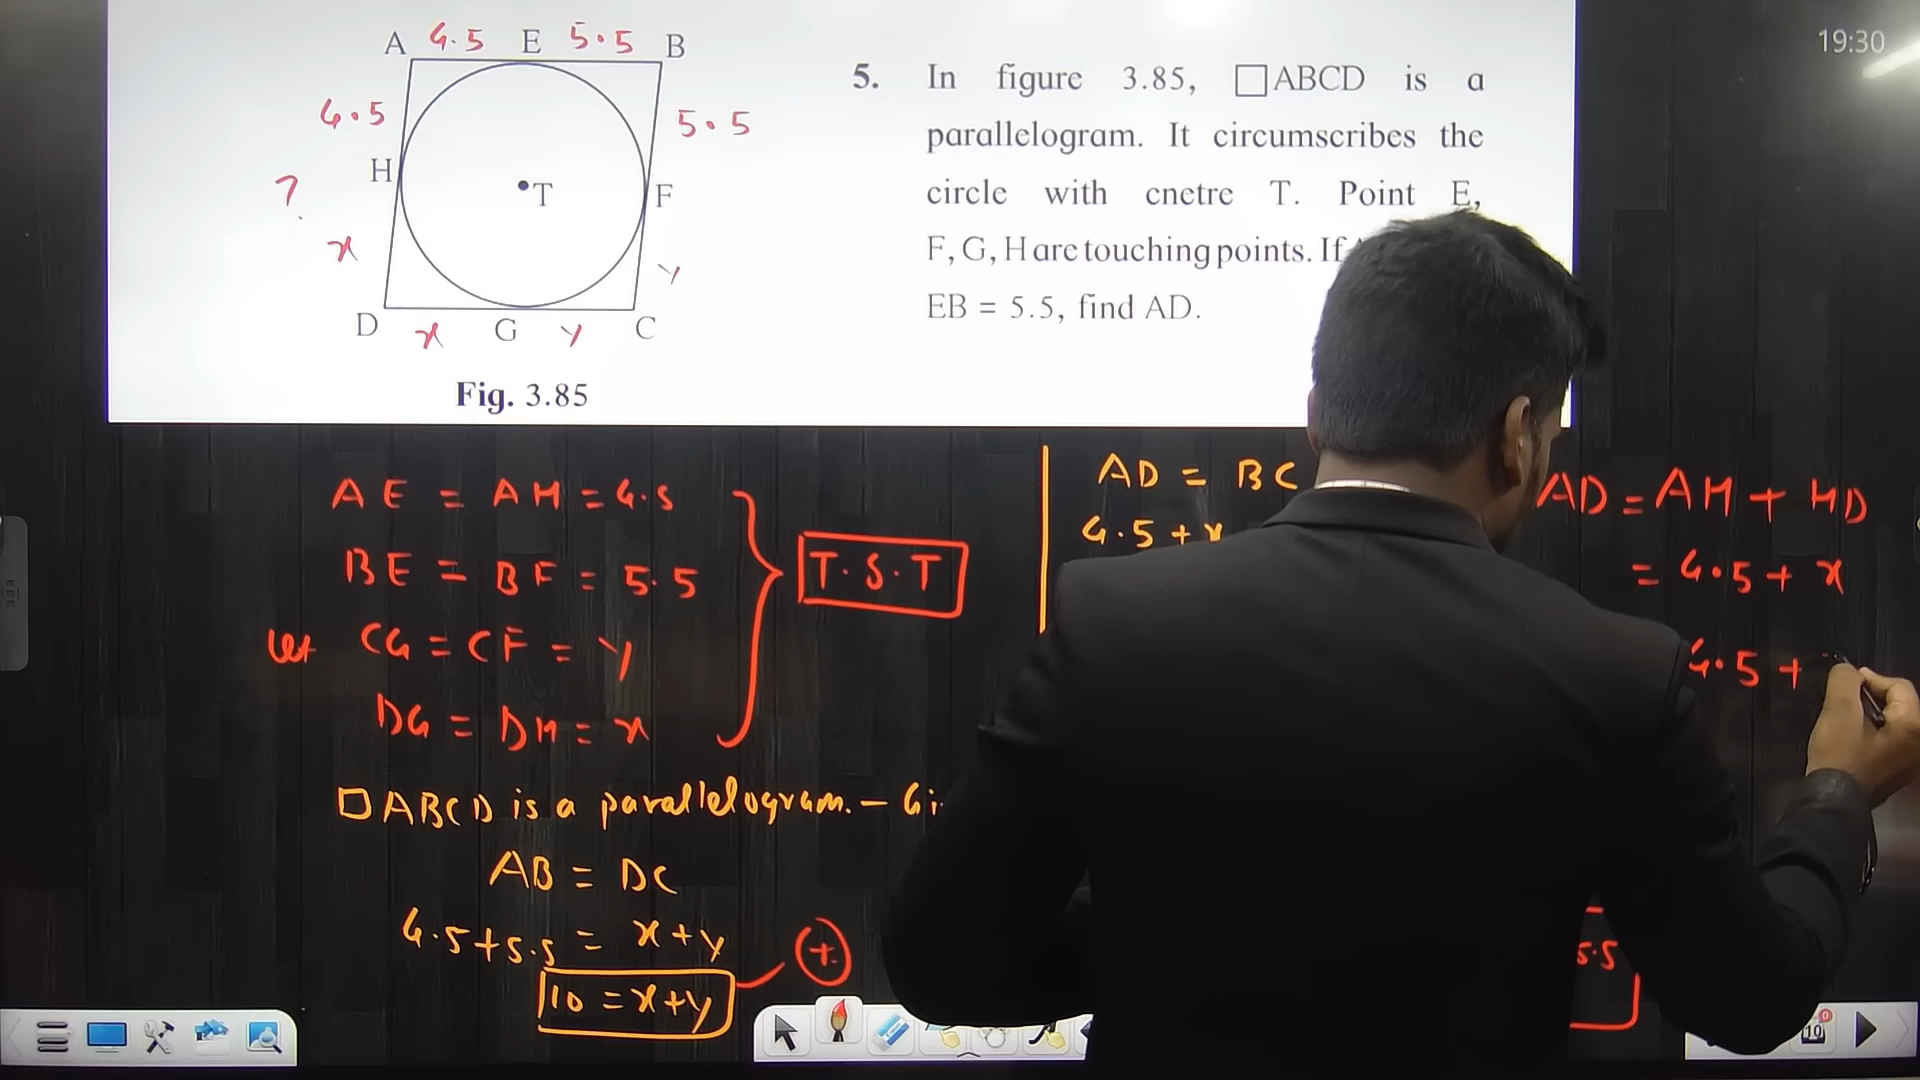 19:30
A 4.5 E 5.5 B
4.5
5.5
H
?
T
F
x
y
D x G y C
Fig. 3.85
5. In figure 3.85, □ABCD is a
parallelogram. It circumscribes the
circle with cnetre T. Point E,
F, G, H are touching points. If
EB = 5.5, find AD.
AE = AH = 4.5
BE = BF = 5.5
let CG = CF = y
DG = DH = x
T.S.T
□ABCD is a parallelogram. - Gi
AB = DC
4.5+5.5 = x+y
10 = x+y
+
AD = BC
4.5 +
AD = AH + HD
= 4.5 + x
4.5 +
5.5
10
0